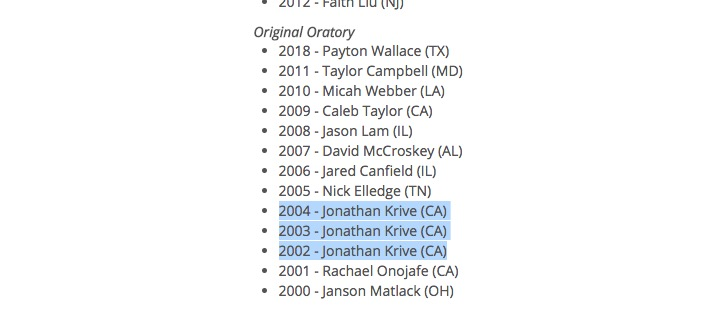 2012 - Faith Liu (NJ)
Original Oratory
2018 - Payton Wallace (TX)
2011 - Taylor Campbell (MD)
2010 - Micah Webber (LA)
2009 - Caleb Taylor (CA)
2008 - Jason Lam (IL)
2007 - David McCroskey (AL)
2006 - Jared Canfield (IL)
2005 - Nick Elledge (TN)
2004 - Jonathan Krive (CA)
2003 - Jonathan Krive (CA)
2002 - Jonathan Krive (CA)
2001 - Rachael Onojafe (CA)
2000 - Janson Matlack (OH)